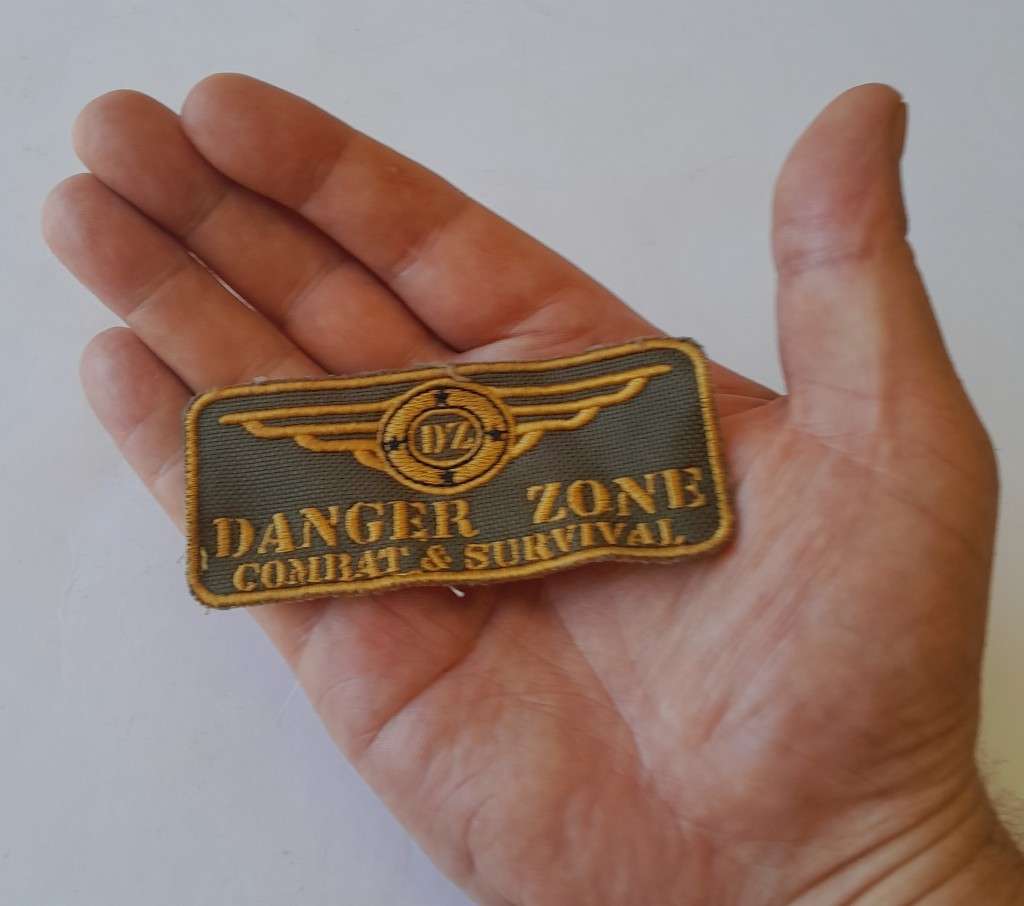 DZ
DANGER ZONE
COMBAT & SURVIVAL